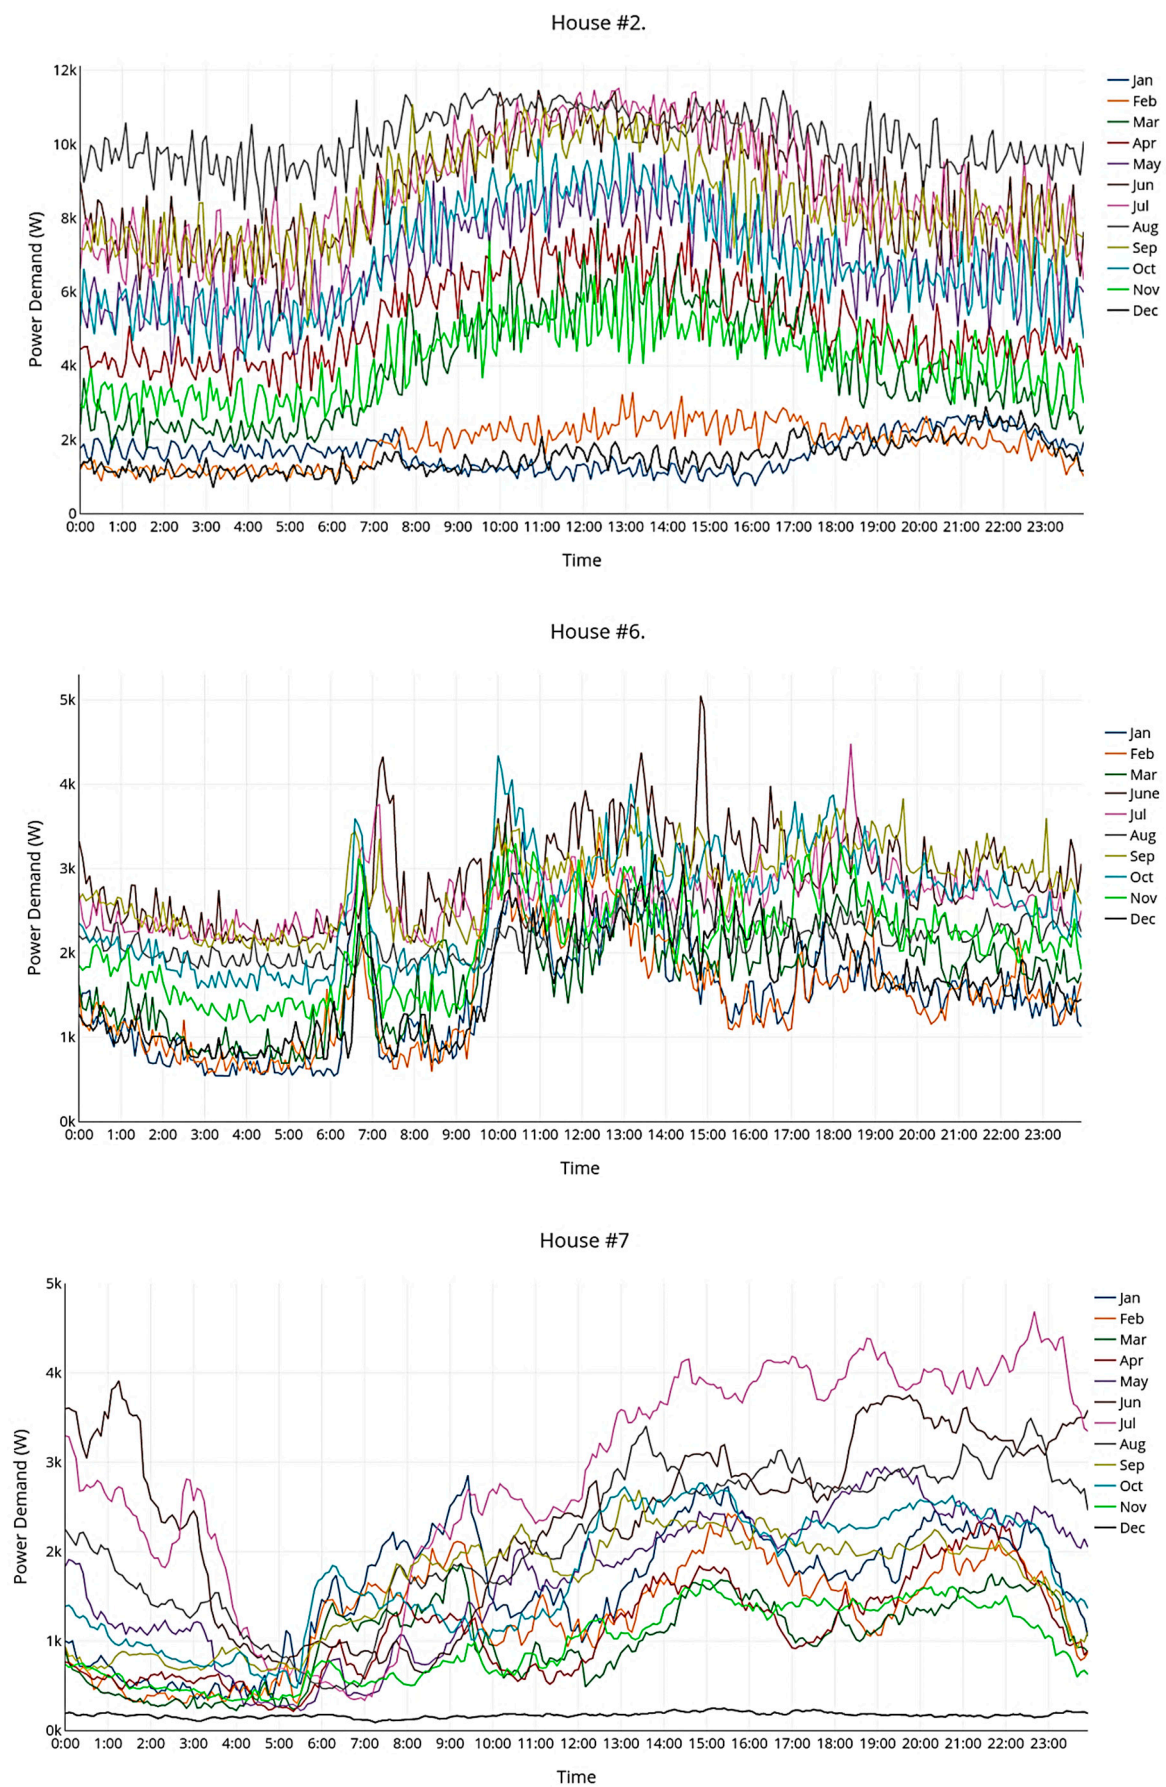 House #2.
12k
10k
8k
6k
4k
2k
0
Power Demand (W)
0:00 1:00 2:00 3:00 4:00 5:00 6:00 7:00 8:00 9:00 10:00 11:00 12:00 13:00 14:00 15:00 16:00 17:00 18:00 19:00 20:00 21:00 22:00 23:00
Time
Jan
Feb
Mar
Apr
May
Jun
Jul
Aug
Sep
Oct
Nov
Dec
House #6.
5k
4k
3k
2k
1k
0k
Power Demand (W)
0:00 1:00 2:00 3:00 4:00 5:00 6:00 7:00 8:00 9:00 10:00 11:00 12:00 13:00 14:00 15:00 16:00 17:00 18:00 19:00 20:00 21:00 22:00 23:00
Time
Jan
Feb
Mar
June
Jul
Aug
Sep
Oct
Nov
Dec
House #7
5k
4k
3k
2k
1k
0k
Power Demand (W)
0:00 1:00 2:00 3:00 4:00 5:00 6:00 7:00 8:00 9:00 10:00 11:00 12:00 13:00 14:00 15:00 16:00 17:00 18:00 19:00 20:00 21:00 22:00 23:00
Time
Jan
Feb
Mar
Apr
May
Jun
Jul
Aug
Sep
Oct
Nov
Dec